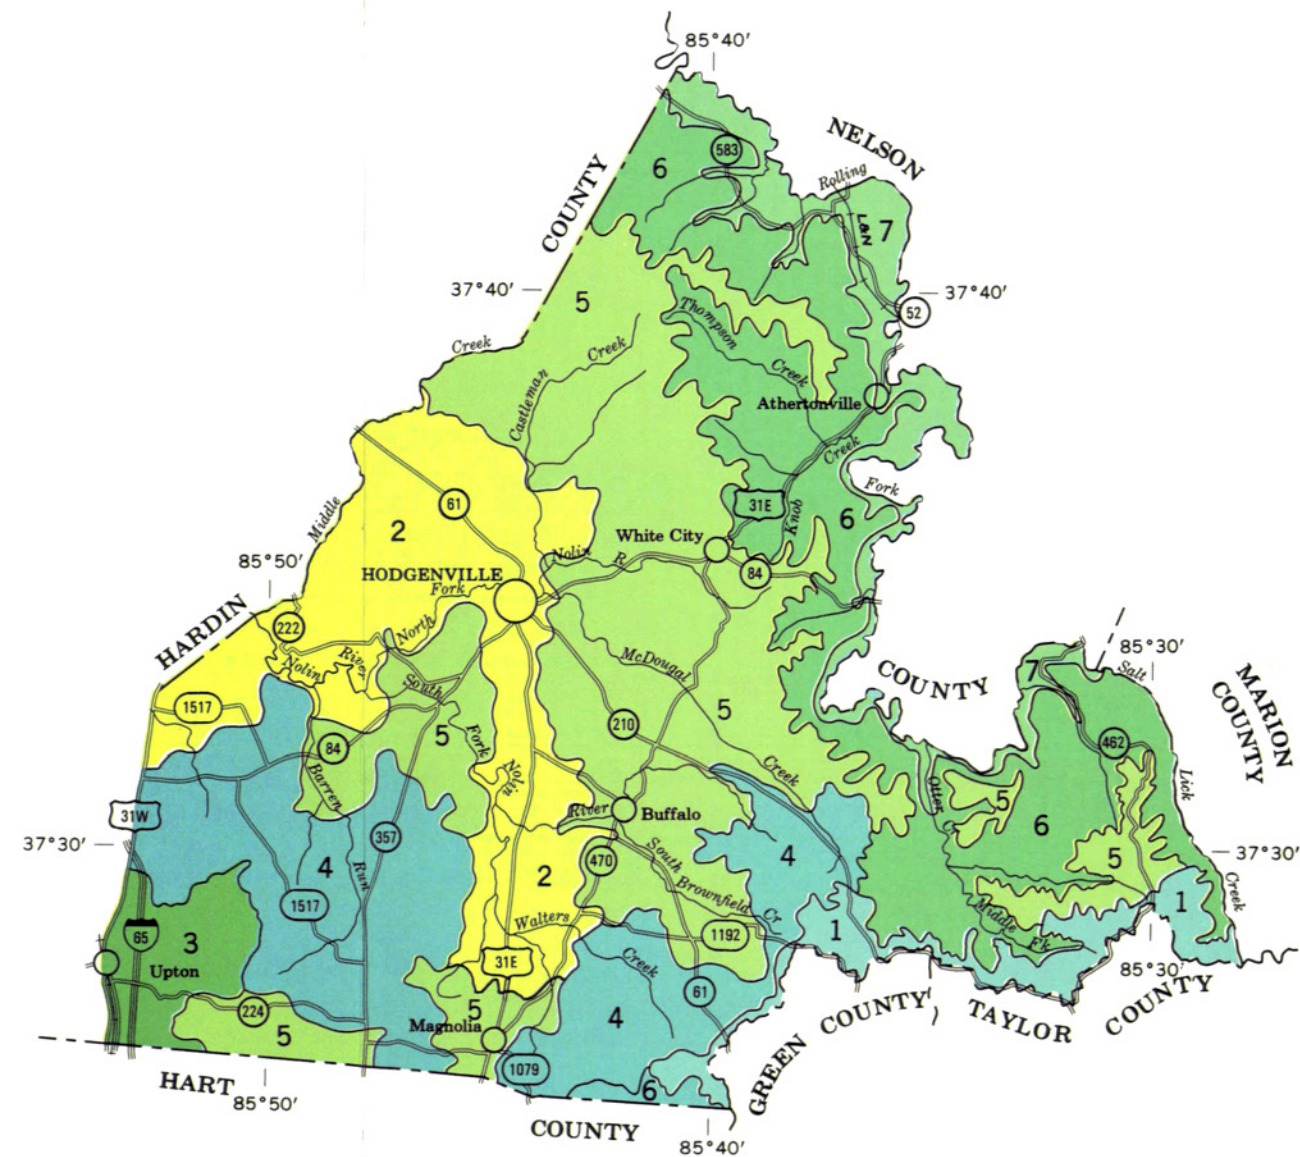 85°40'
NELSON
583
6
Rolling
COUNTY
L&N
7
37°40'
37°40'
5
52
Thompson
Creek
Creek
Creek
Castleman
Athertonville
Creek
Fork
61
31E
Knob
6
Middle
2
White City
Nolin
R
84
85°50'
HODGENVILLE
Fork
HARDIN
222
North
River
Nolin
McDougal
COUNTY
85°30'
Salt
7
MARION
COUNTY
South
1517
210
5
462
84
5
Fork
Nolin
Creek
Lick
Barren
Otter
C
5
31W
River
Buffalo
6
357
37°30'
470
South
4
5
37°30'
4
Run
2
Brownfield
Creek
1517
Walters
Cr
1
Middle
Fk
1
65
3
1192
Upton
31E
Creek
85°30'
61
224
5
5
Magnolia
4
GREEN COUNTY
TAYLOR
COUNTY
HART
85°50'
1079
6
COUNTY
85°40'